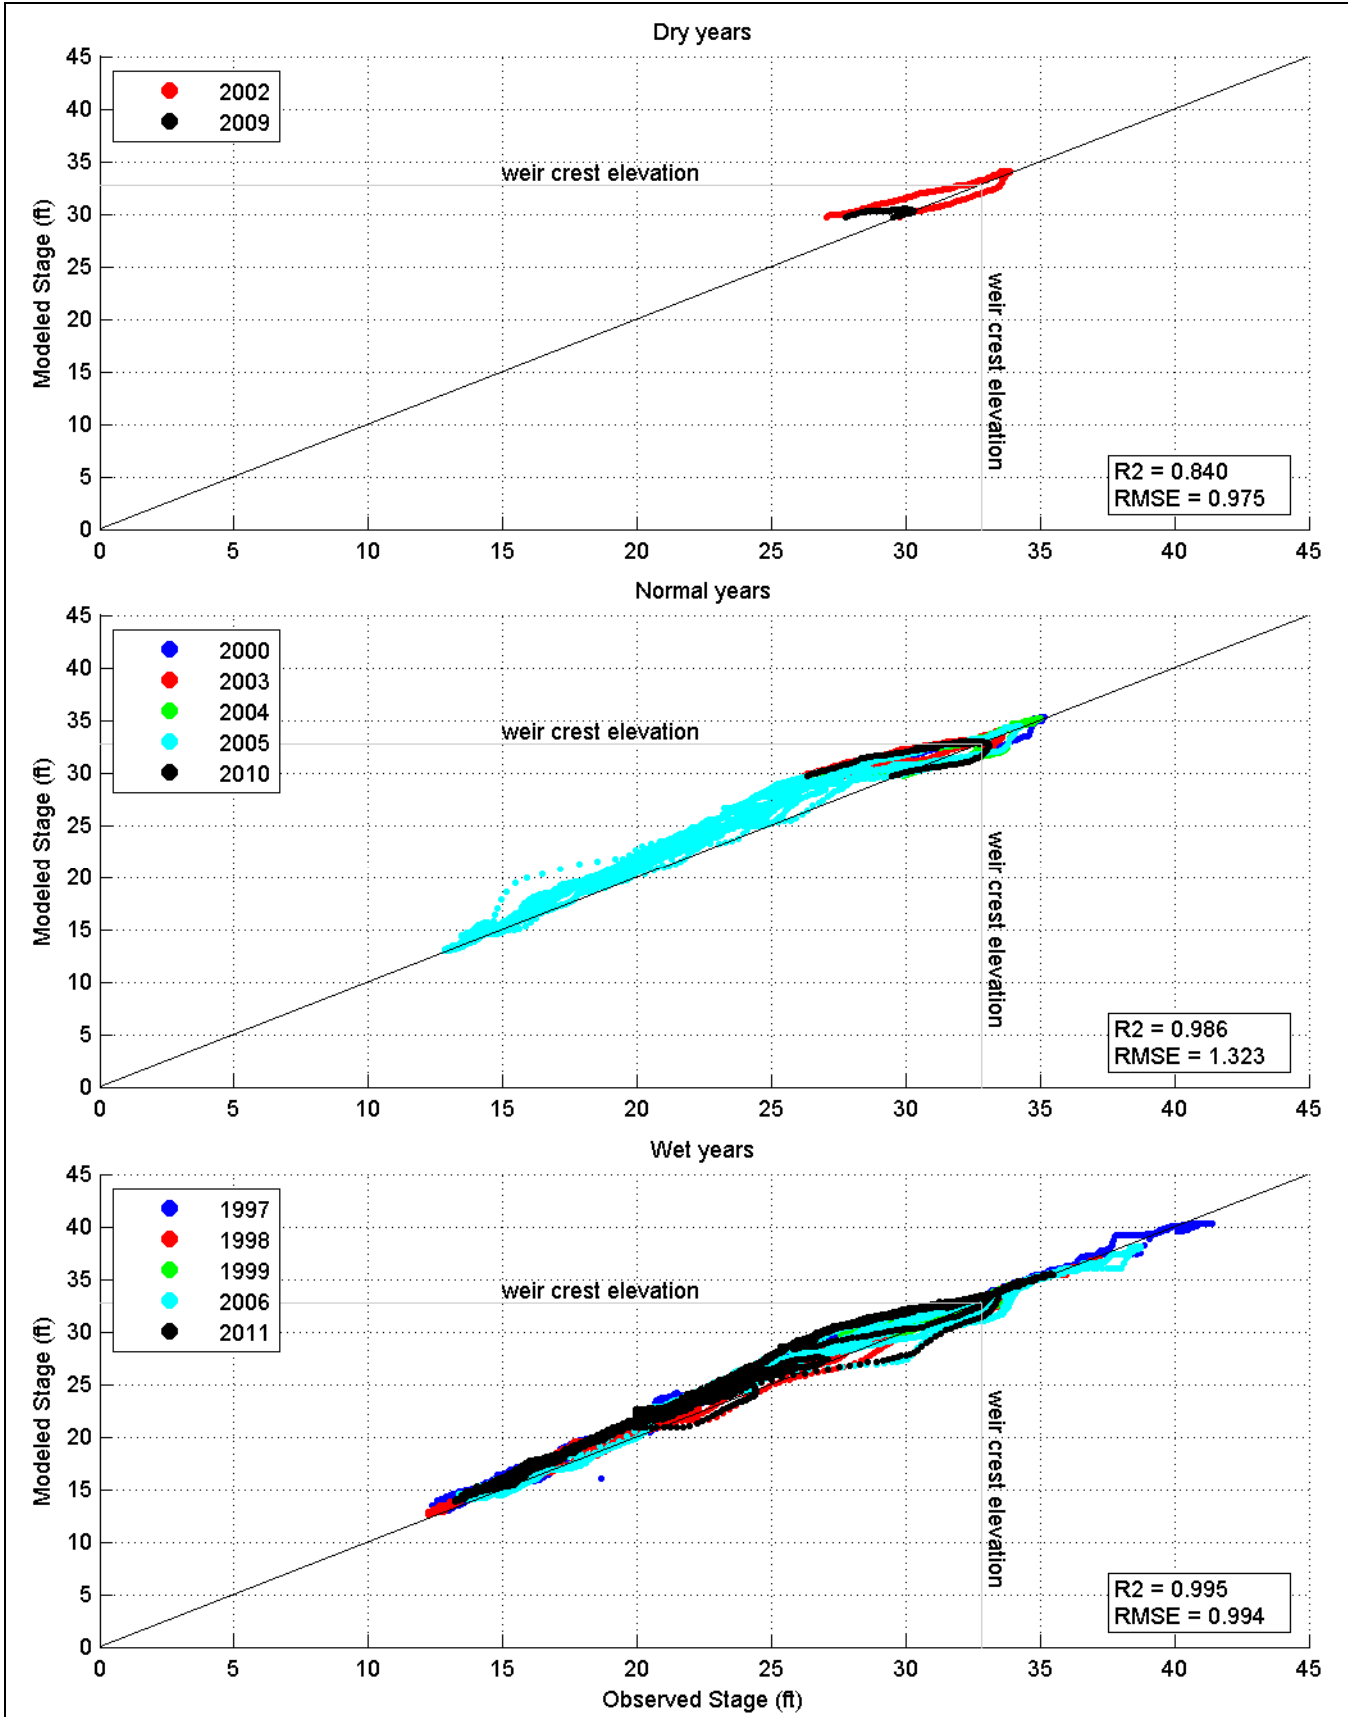 Dry years
45
40
35
30
25
20
15
10
5
0
Modeled Stage (ft)
2002
2009
weir crest elevation
weir crest elevation
R2 = 0.840
RMSE = 0.975
0 5 10 15 20 25 30 35 40 45
Normal years
45
40
35
30
25
20
15
10
5
0
Modeled Stage (ft)
2000
2003
2004
2005
2010
weir crest elevation
weir crest elevation
R2 = 0.986
RMSE = 1.323
0 5 10 15 20 25 30 35 40 45
Wet years
45
40
35
30
25
20
15
10
5
0
Modeled Stage (ft)
1997
1998
1999
2006
2011
weir crest elevation
weir crest elevation
R2 = 0.995
RMSE = 0.994
0 5 10 15 20 25 30 35 40 45
Observed Stage (ft)